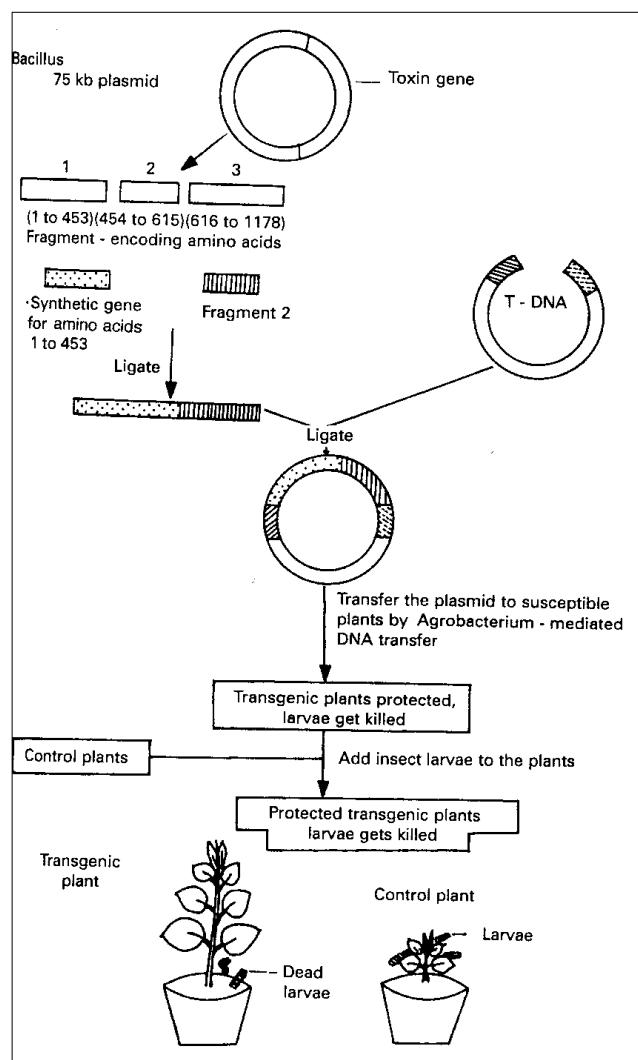 Bacillus
75 kb plasmid
Toxin gene
1 2 3
(1 to 453)(454 to 615)(616 to 1178)
Fragment - encoding amino acids
Synthetic gene
for amino acids
1 to 453
Fragment 2
T - DNA
Ligate
Ligate
Transfer the plasmid to susceptible
plants by Agrobacterium - mediated
DNA transfer
Transgenic plants protected,
larvae get killed
Control plants
Add insect larvae to the plants
Protected transgenic plants
larvae gets killed
Transgenic
plant
Control plant
Larvae
Dead
larvae